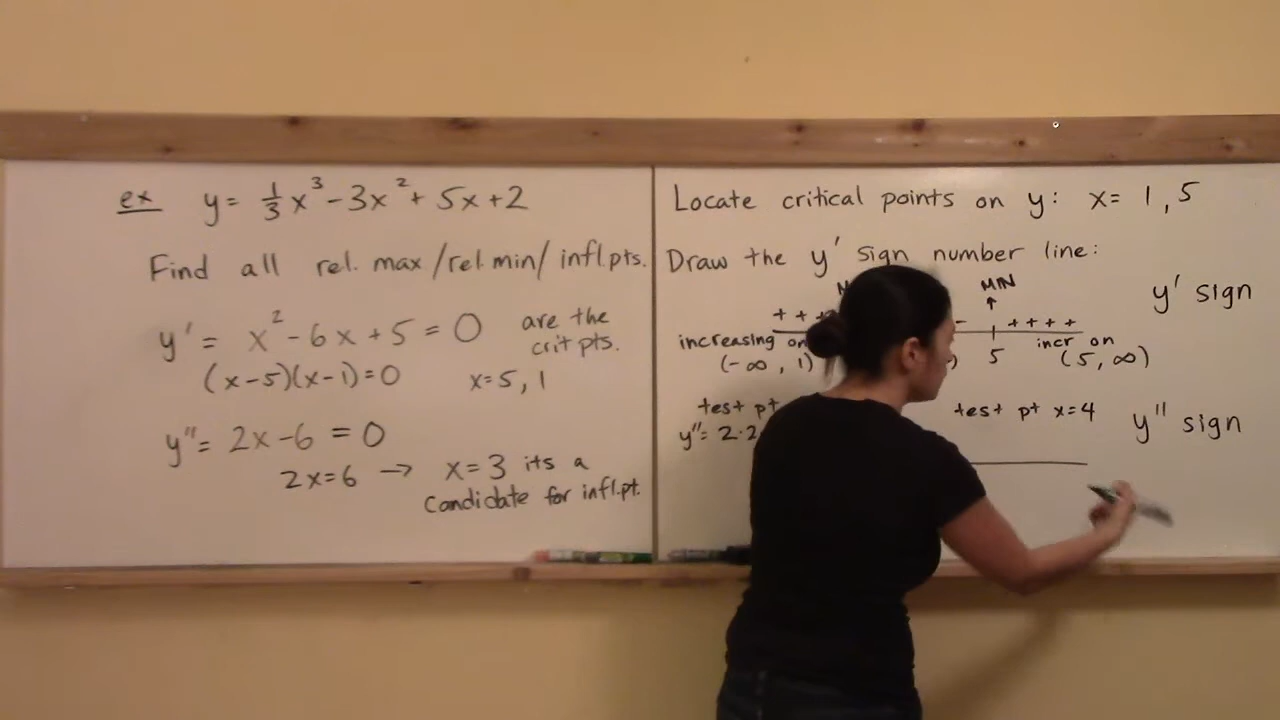 ex y = 1/3 x³ - 3x² + 5x + 2
Find all rel. max / rel. min / infl. pts.
y' = x² - 6x + 5 = 0 are the
crit pts.
(x-5)(x-1) = 0 x = 5, 1
y'' = 2x - 6 = 0
2x = 6 → x = 3 its a
candidate for infl. pt.
Locate critical points on y: x = 1, 5
Draw the y' sign number line:
MIN
y' sign
↑
+ + + - + + + +
increasing on 5 incr on
(-∞, 1) ) (5, ∞)
test pt test pt x=4
y'' sign
y'' = 2·2